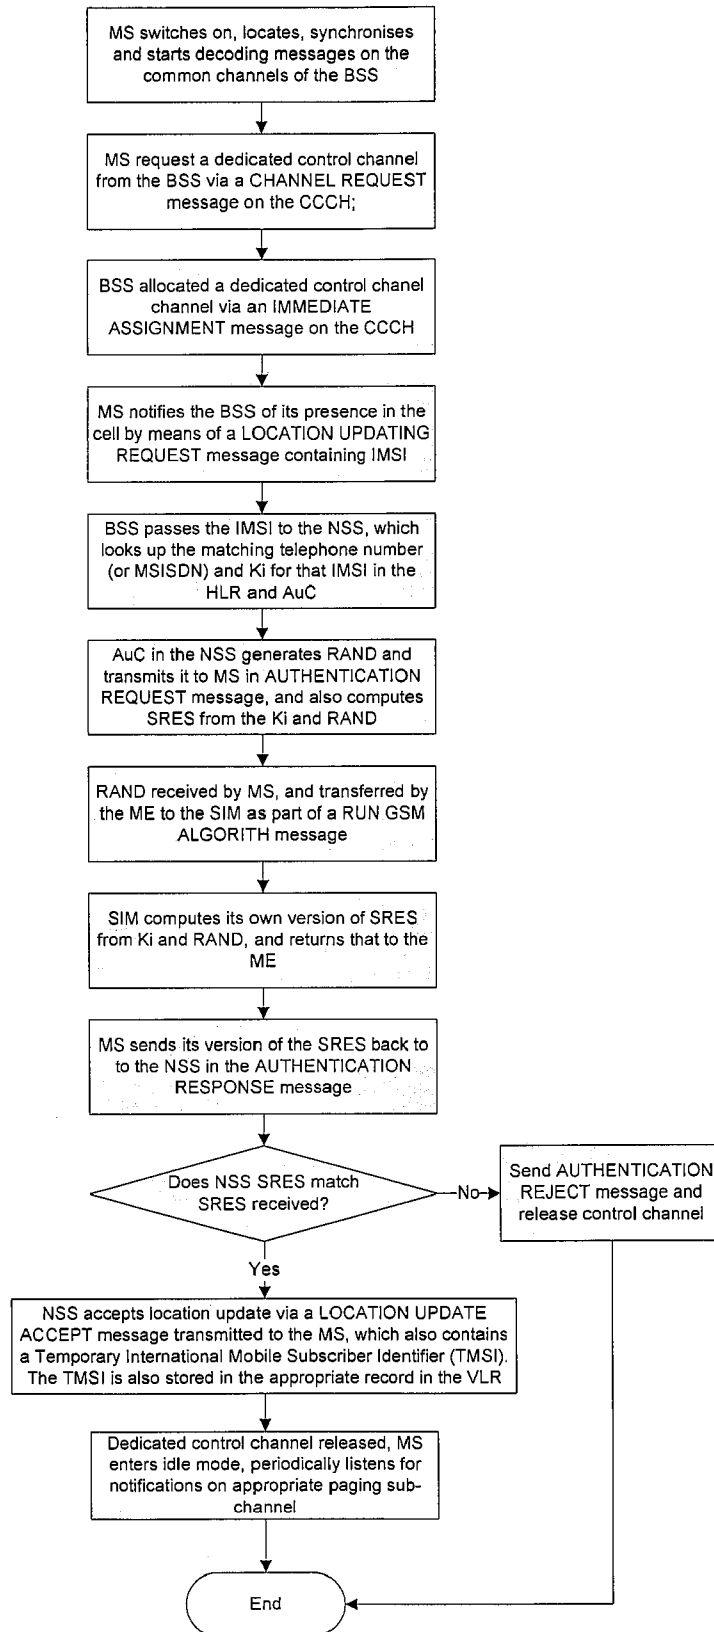 MS switches on, locates, synchronises
and starts decoding messages on the
common channels of the BSS
MS request a dedicated control channel
from the BSS via a CHANNEL REQUEST
message on the CCCH;
BSS allocated a dedicated control chanel
channel via an IMMEDIATE
ASSIGNMENT message on the CCCH
MS notifies the BSS of its presence in the
cell by means of a LOCATION UPDATING
REQUEST message containing IMSI
BSS passes the IMSI to the NSS, which
looks up the matching telephone number
(or MSISDN) and Ki for that IMSI in the
HLR and AuC
AuC in the NSS generates RAND and
transmits it to MS in AUTHENTICATION
REQUEST message, and also computes
SRES from the Ki and RAND
RAND received by MS, and transferred by
the ME to the SIM as part of a RUN GSM
ALGORITH message
SIM computes its own version of SRES
from Ki and RAND, and returns that to the
ME
MS sends its version of the SRES back to
to the NSS in the AUTHENTICATION
RESPONSE message
Does NSS SRES match
SRES received?
No
Send AUTHENTICATION
REJECT message and
release control channel
Yes
NSS accepts location update via a LOCATION UPDATE
ACCEPT message transmitted to the MS, which also contains
a Temporary International Mobile Subscriber Identifier (TMSI).
The TMSI is also stored in the appropriate record in the VLR
Dedicated control channel released, MS
enters idle mode, periodically listens for
notifications on appropriate paging sub-
channel
End